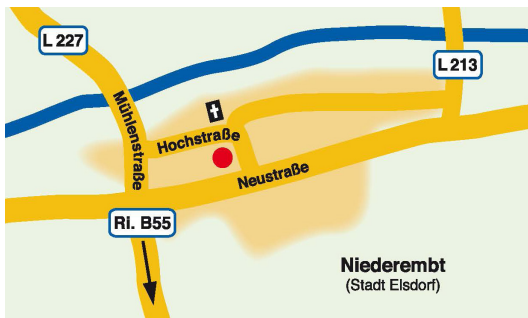 L 227
L 213
Mühlenstraße
Hochstraße
Neustraße
Ri. B55
Niederembt
(Stadt Elsdorf)